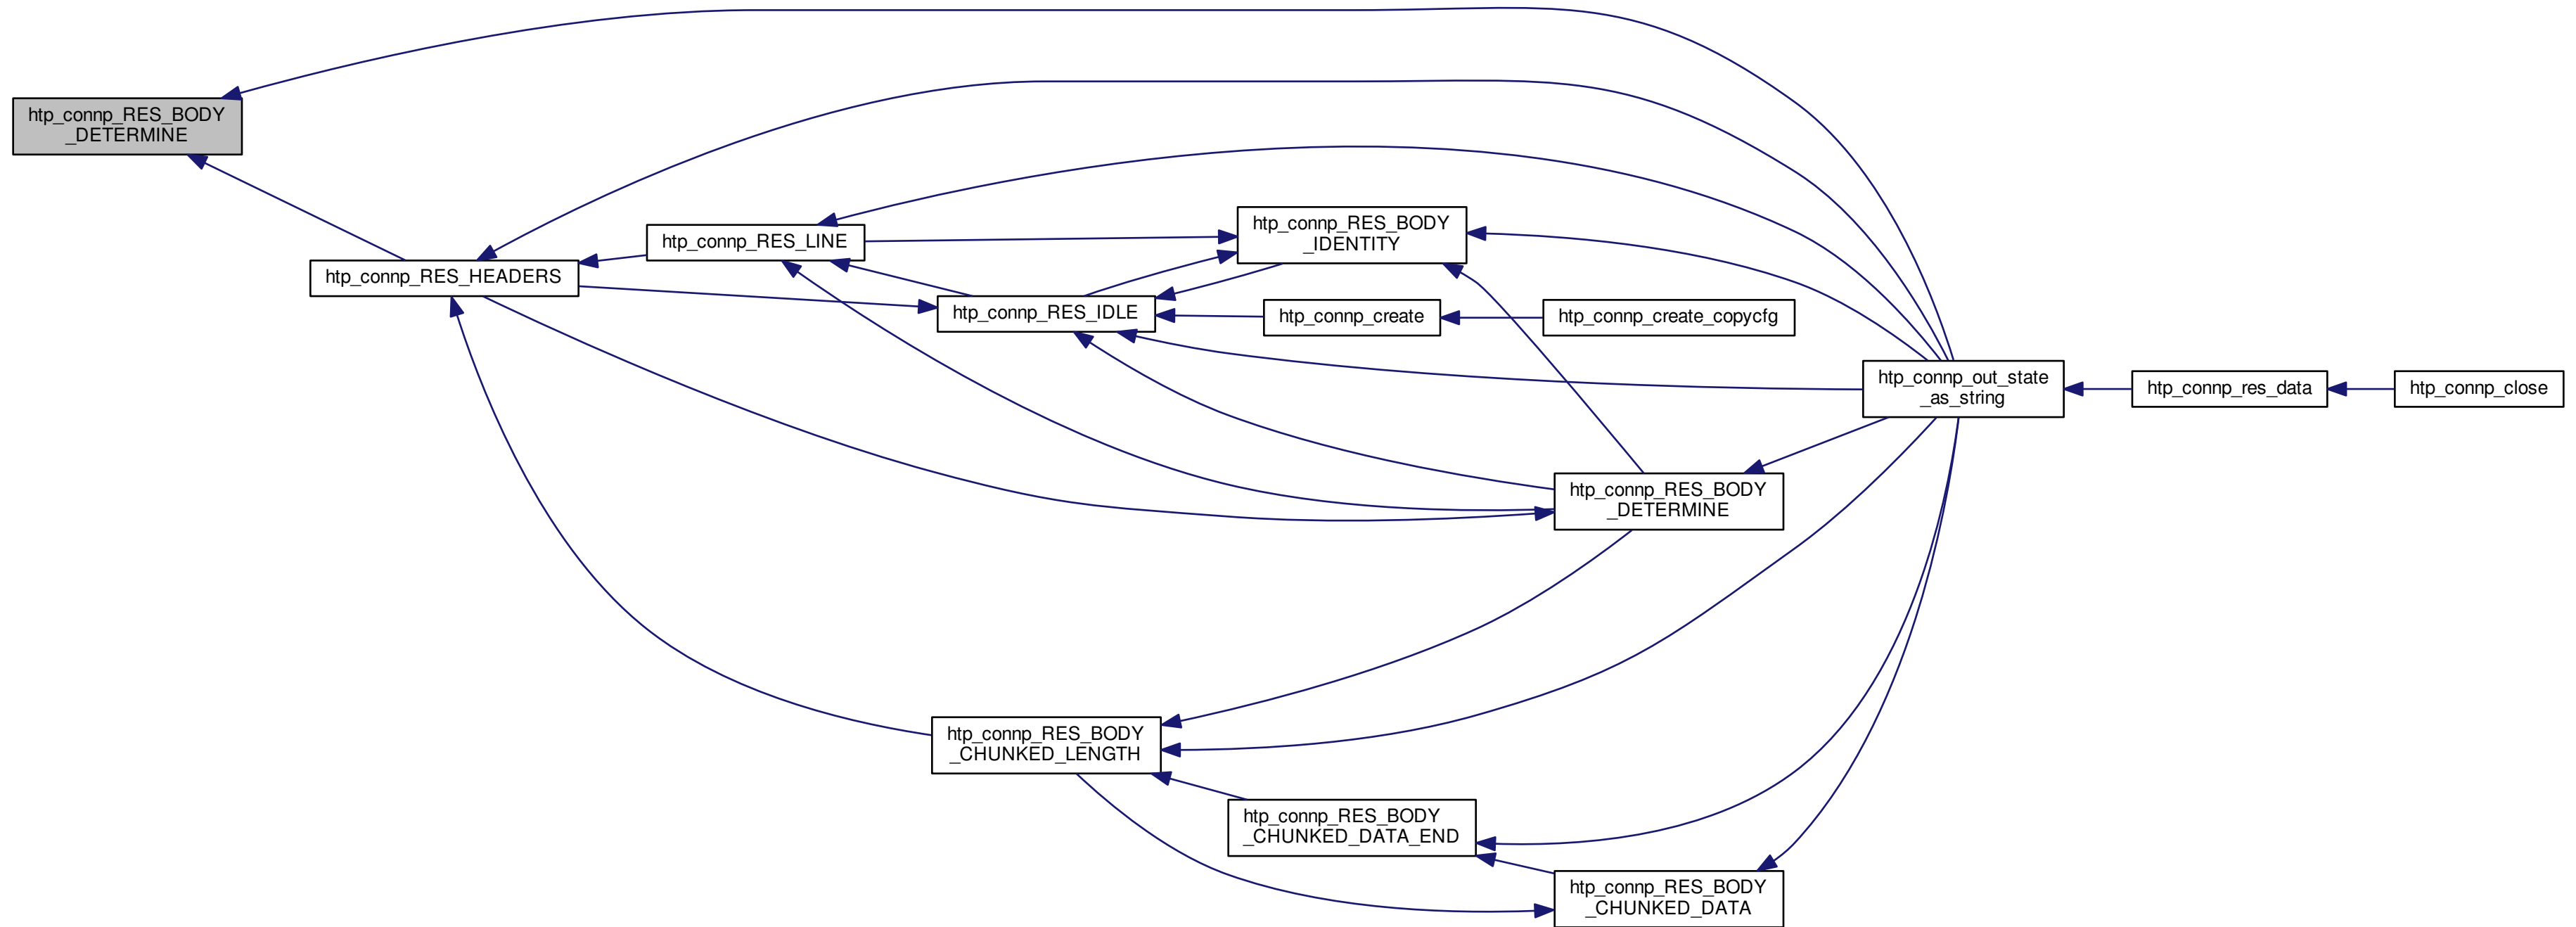 htp_connp_RES_BODY
_DETERMINE
htp_connp_RES_HEADERS
htp_connp_RES_LINE
htp_connp_RES_IDLE
htp_connp_RES_BODY
_IDENTITY
htp_connp_create
htp_connp_create_copycfg
htp_connp_out_state
_as_string
htp_connp_res_data
htp_connp_close
htp_connp_RES_BODY
_DETERMINE
htp_connp_RES_BODY
_CHUNKED_LENGTH
htp_connp_RES_BODY
_CHUNKED_DATA_END
htp_connp_RES_BODY
_CHUNKED_DATA